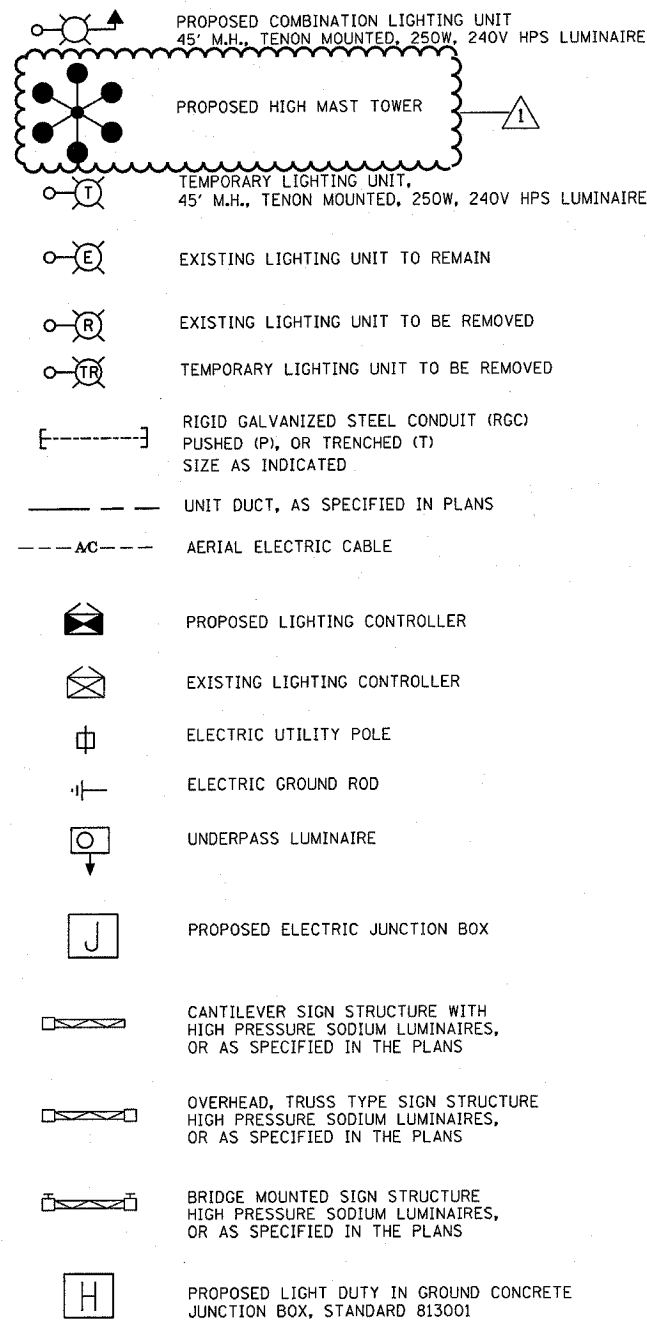 PROPOSED COMBINATION LIGHTING UNIT
45' M.H., TENON MOUNTED, 250W, 240V HPS LUMINAIRE
PROPOSED HIGH MAST TOWER
1
T
TEMPORARY LIGHTING UNIT,
45' M.H., TENON MOUNTED, 250W, 240V HPS LUMINAIRE
E
EXISTING LIGHTING UNIT TO REMAIN
R
EXISTING LIGHTING UNIT TO BE REMOVED
TR
TEMPORARY LIGHTING UNIT TO BE REMOVED
RIGID GALVANIZED STEEL CONDUIT (RGC)
PUSHED (P), OR TRENCHED (T)
SIZE AS INDICATED
UNIT DUCT, AS SPECIFIED IN PLANS
A/C
AERIAL ELECTRIC CABLE
PROPOSED LIGHTING CONTROLLER
EXISTING LIGHTING CONTROLLER
ELECTRIC UTILITY POLE
ELECTRIC GROUND ROD
UNDERPASS LUMINAIRE
J
PROPOSED ELECTRIC JUNCTION BOX
CANTILEVER SIGN STRUCTURE WITH
HIGH PRESSURE SODIUM LUMINAIRES,
OR AS SPECIFIED IN THE PLANS
OVERHEAD, TRUSS TYPE SIGN STRUCTURE
HIGH PRESSURE SODIUM LUMINAIRES,
OR AS SPECIFIED IN THE PLANS
BRIDGE MOUNTED SIGN STRUCTURE
HIGH PRESSURE SODIUM LUMINAIRES,
OR AS SPECIFIED IN THE PLANS
H
PROPOSED LIGHT DUTY IN GROUND CONCRETE
JUNCTION BOX, STANDARD 813001